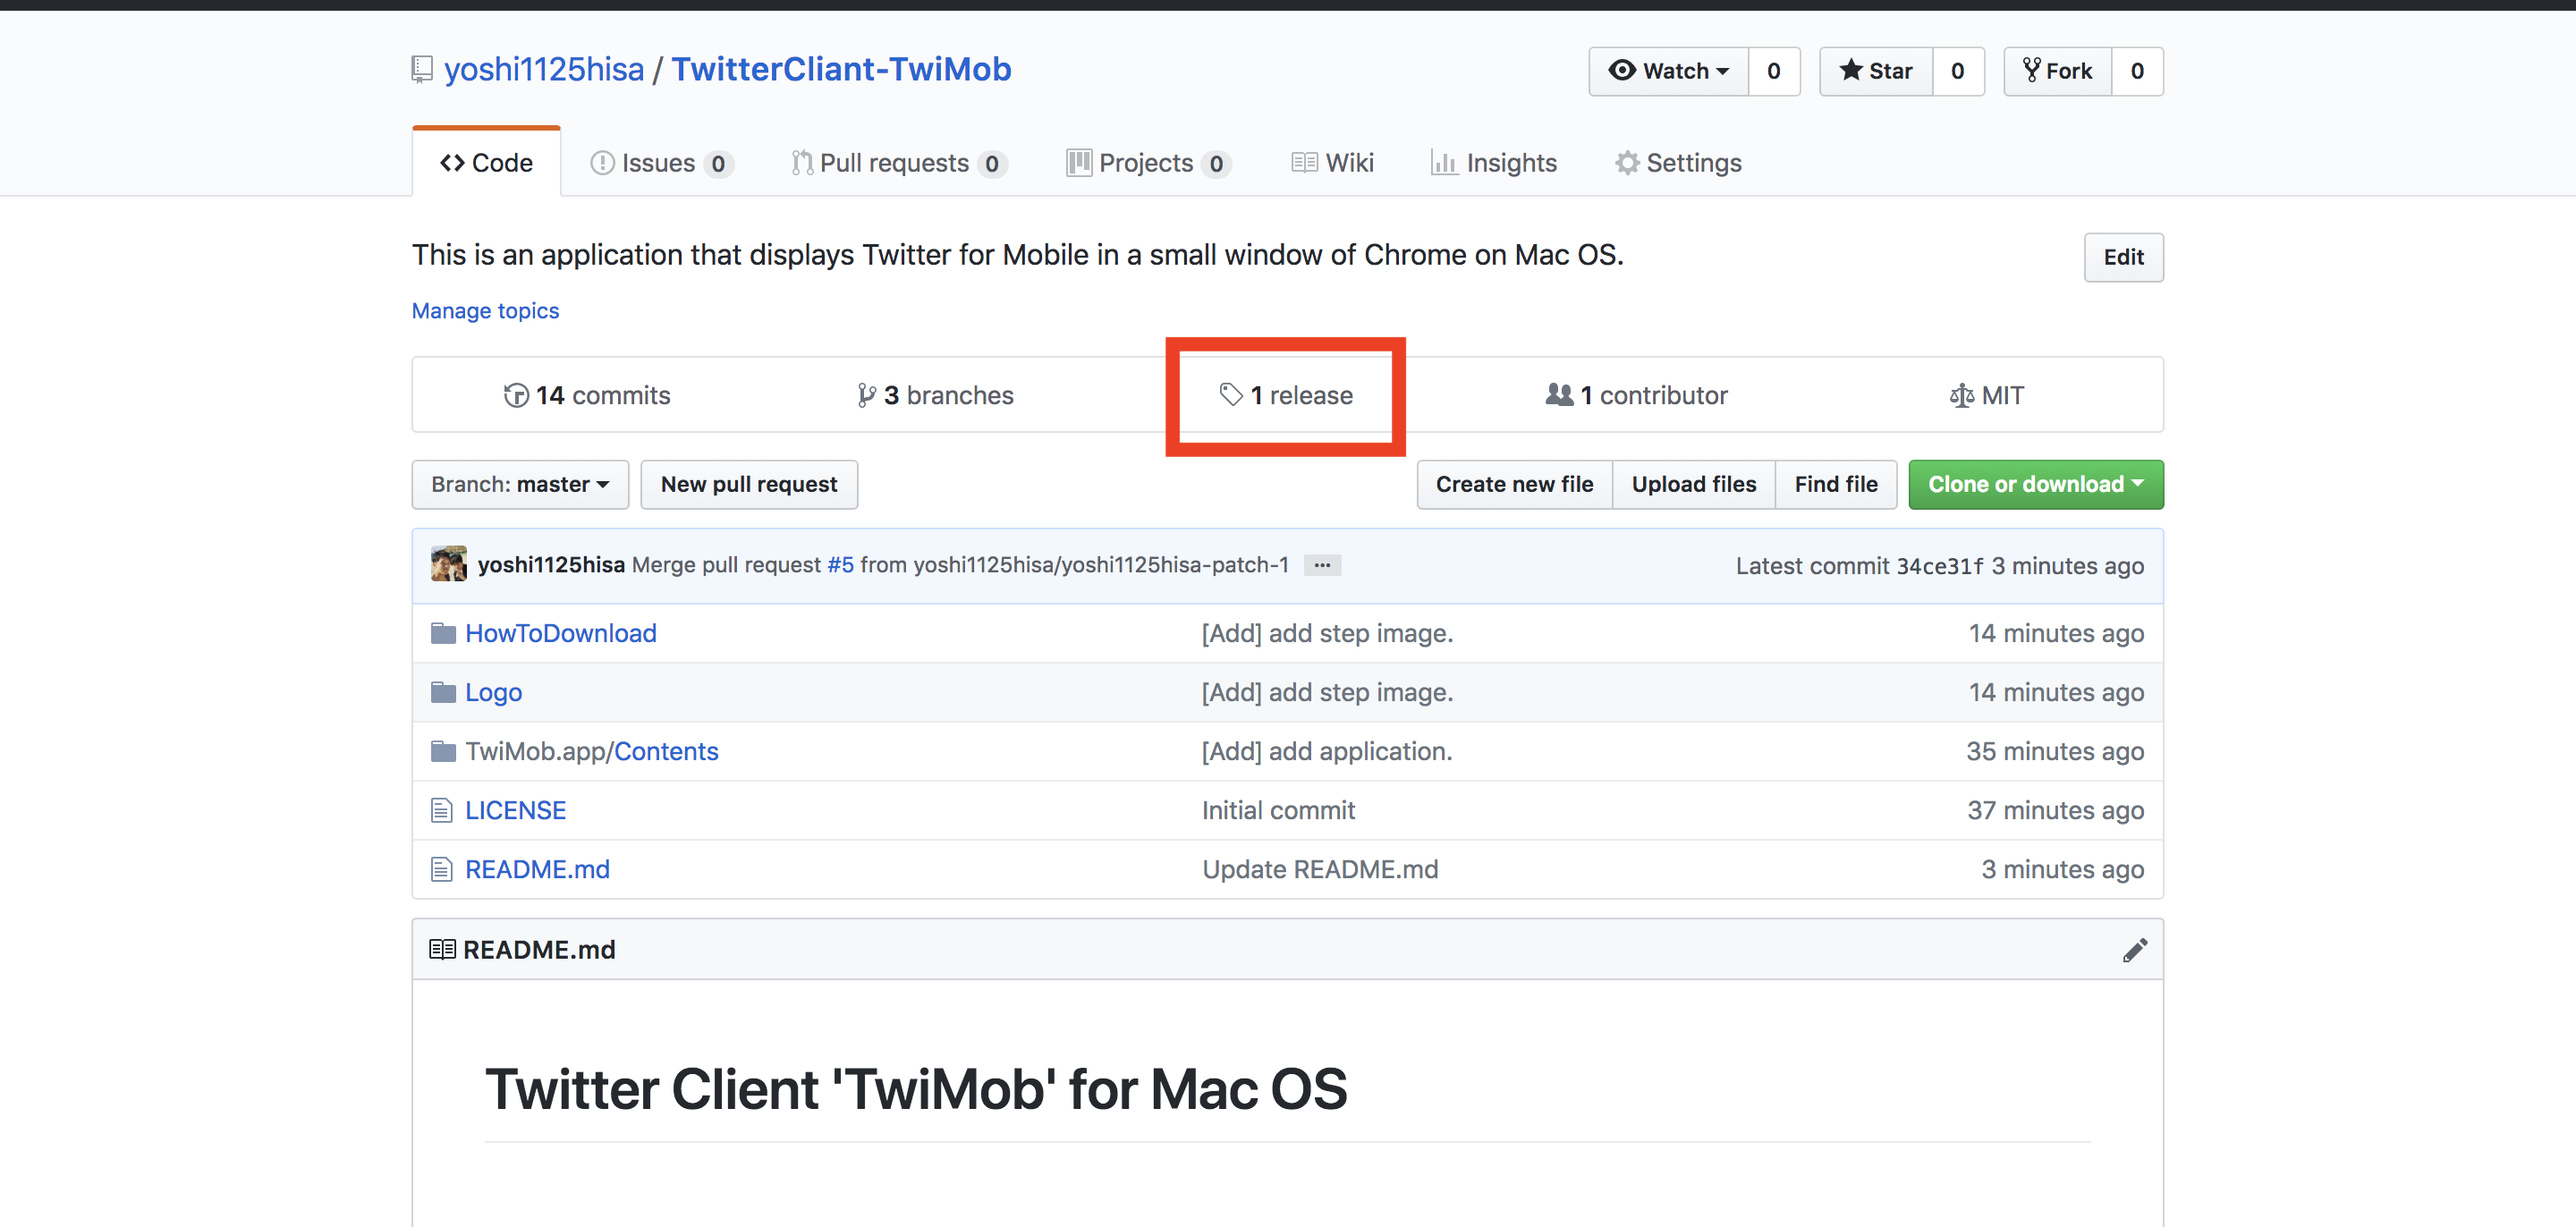 yoshi1125hisa / TwitterCliant-TwiMob
Watch 0 Star 0 Fork 0
Code Issues 0 Pull requests 0 Projects 0 Wiki Insights Settings
This is an application that displays Twitter for Mobile in a small window of Chrome on Mac OS. Edit
Manage topics
14 commits 3 branches 1 release 1 contributor MIT
Branch: master New pull request Create new file Upload files Find file Clone or download
yoshi1125hisa Merge pull request #5 from yoshi1125hisa/yoshi1125hisa-patch-1 ... Latest commit 34ce31f 3 minutes ago
HowToDownload [Add] add step image. 14 minutes ago
Logo [Add] add step image. 14 minutes ago
TwiMob.app/Contents [Add] add application. 35 minutes ago
LICENSE Initial commit 37 minutes ago
README.md Update README.md 3 minutes ago
README.md
Twitter Client 'TwiMob' for Mac OS